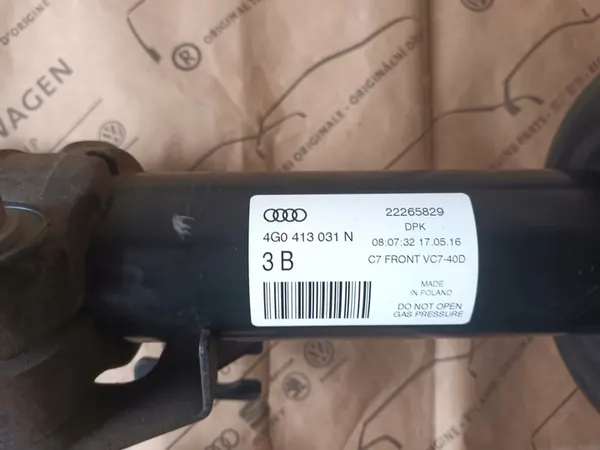 4G0 413 031 N
3 B
22265829
DPK
08:07:32 17.05.16
C7 FRONT VC7-40D
MADE
IN POLAND
DO NOT OPEN
GAS PRESSURE
WAGEN